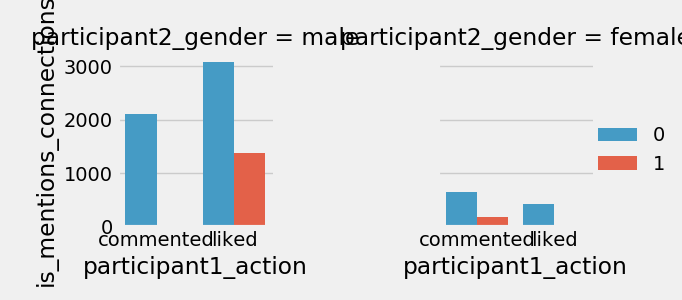 participant2_gender = male
participant2_gender = female
is_mentions_connections
3000
2000
1000
0
commented
liked
commented
liked
participant1_action
participant1_action
0
1